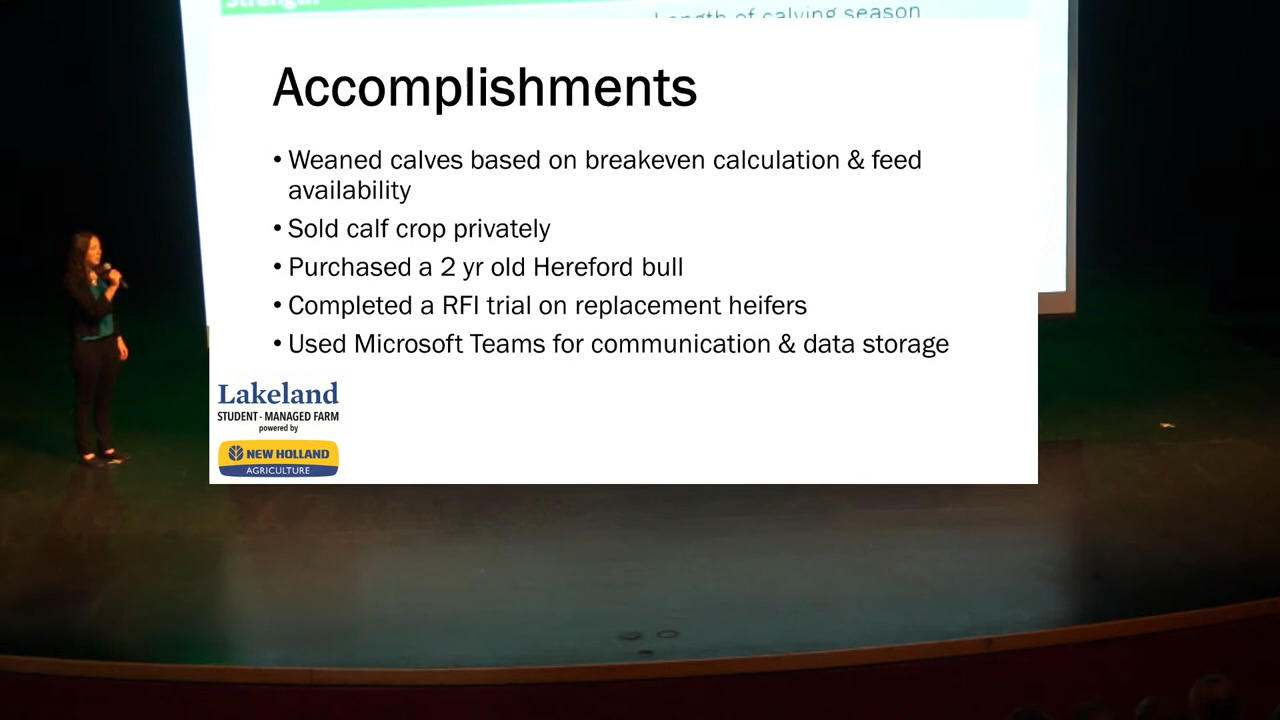 Strength
Length of calving season
Accomplishments
• Weaned calves based on breakeven calculation & feed
availability
• Sold calf crop privately
• Purchased a 2 yr old Hereford bull
• Completed a RFI trial on replacement heifers
• Used Microsoft Teams for communication & data storage
Lakeland
STUDENT - MANAGED FARM
powered by
NEW HOLLAND
AGRICULTURE